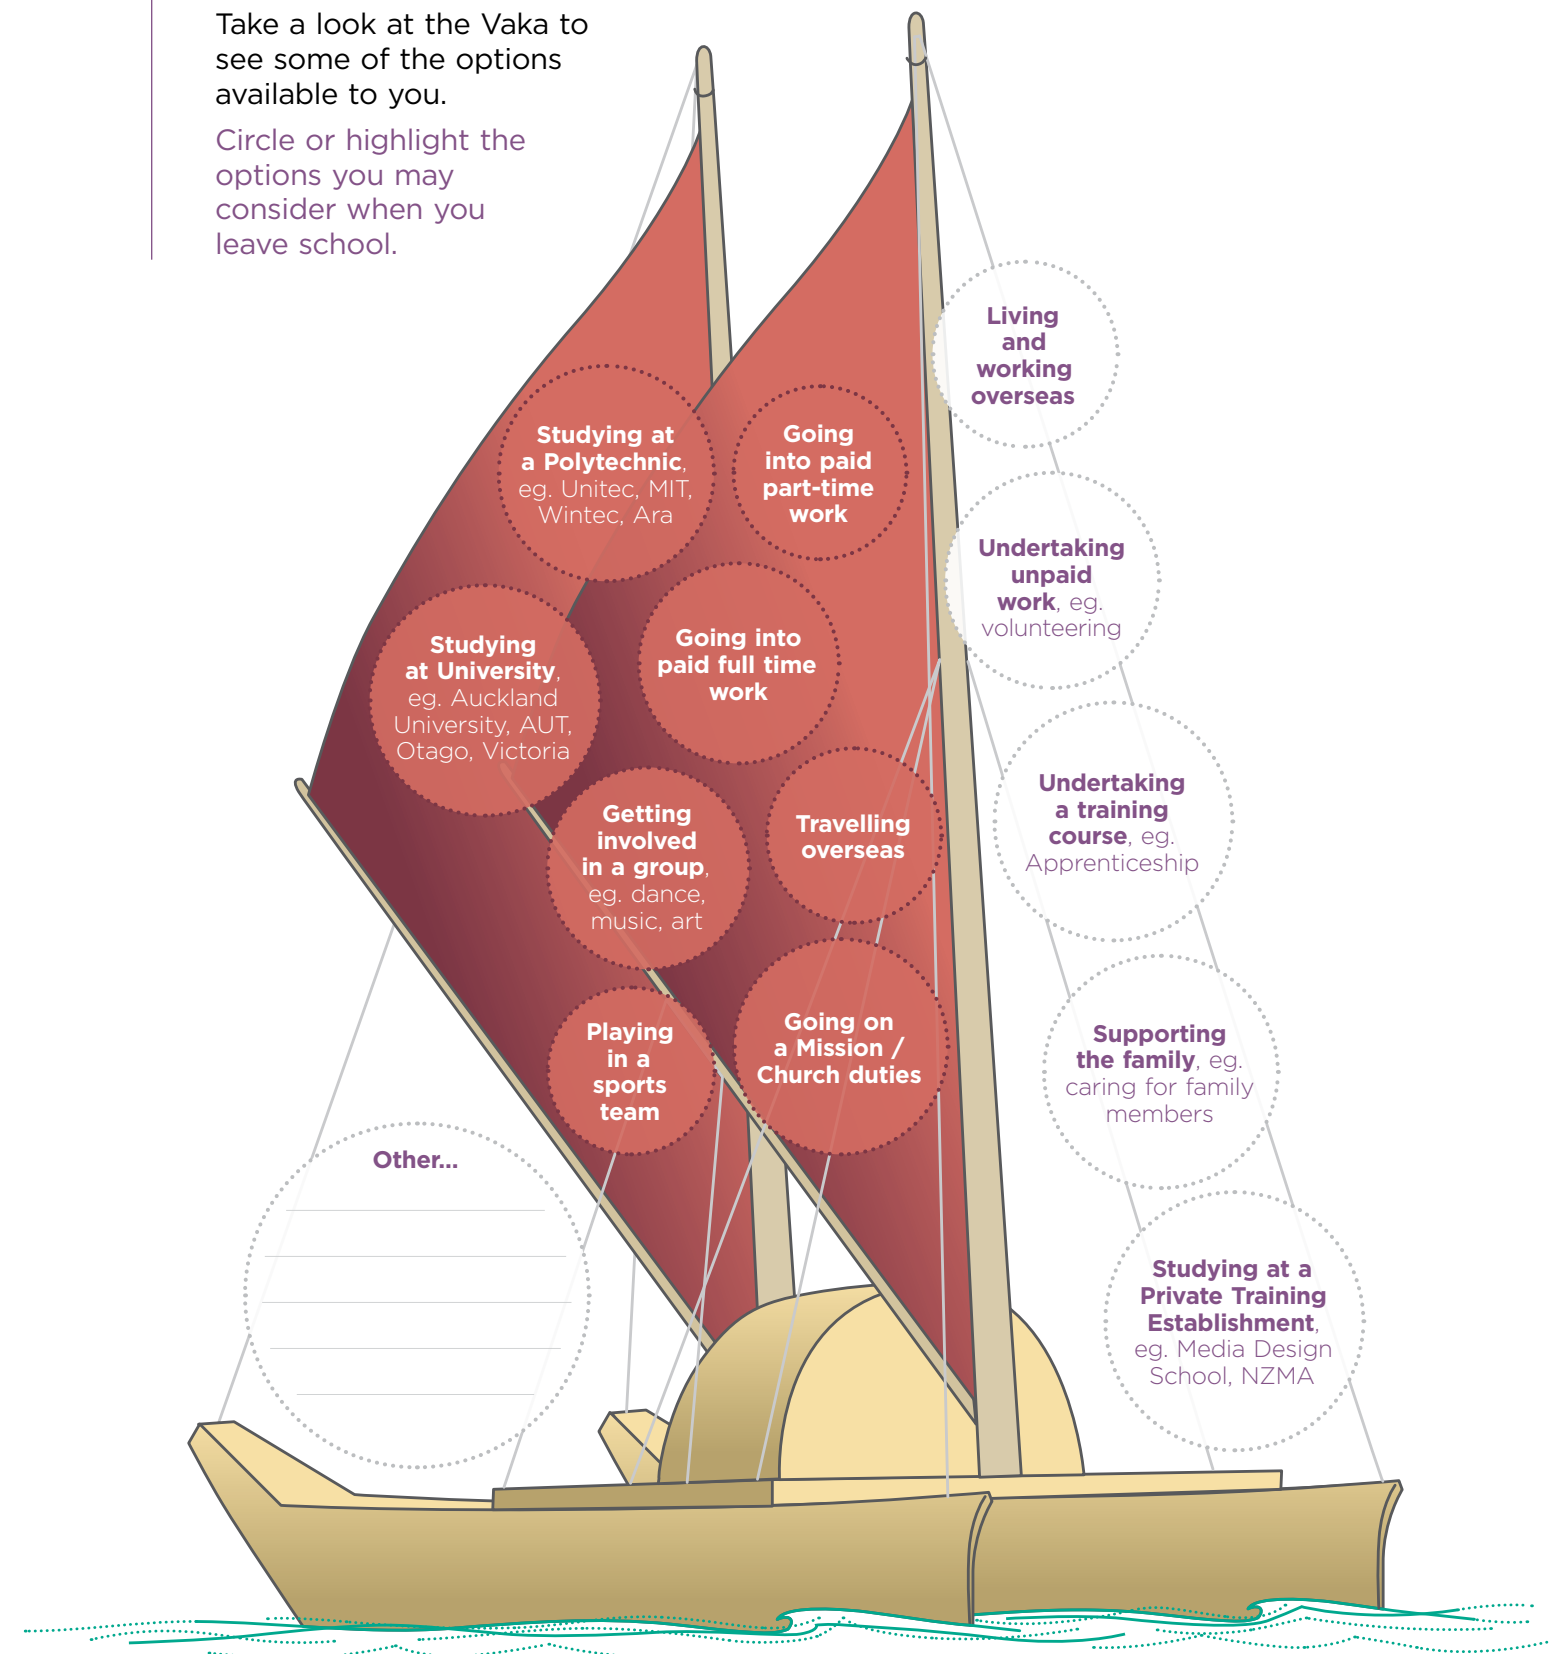 Take a look at the Vaka to
see some of the options
available to you.
Circle or highlight the
options you may
consider when you
leave school.
Living
and
working
overseas
Studying at
a Polytechnic,
eg. Unitec, MIT,
Wintec, Ara
Going
into paid
part-time
work
Undertaking
unpaid
work, eg.
volunteering
Studying
at University,
eg. Auckland
University, AUT,
Otago, Victoria
Going into
paid full time
work
Getting
involved
in a group,
eg. dance,
music, art
Travelling
overseas
Undertaking
a training
course, eg.
Apprenticeship
Playing
in a
sports
team
Going on
a Mission /
Church duties
Supporting
the family, eg.
caring for family
members
Other...
Studying at a
Private Training
Establishment,
eg. Media Design
School, NZMA